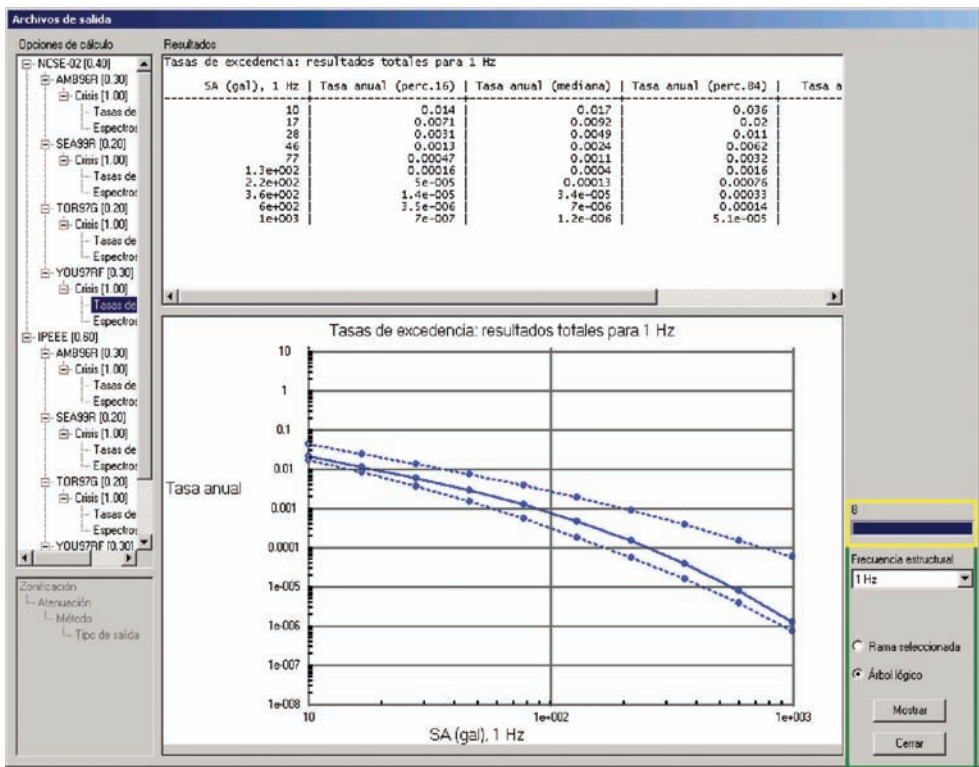 Archivos de salida
Opciones de cálculo
NCSE-02 [0.40]
AMB96R [0.30]
Crisis [1.00]
Tasas de
Espectros
SEA99R [0.20]
Crisis [1.00]
Tasas de
Espectros
TOR97G [0.20]
Crisis [1.00]
Tasas de
Espectros
YOU97RF [0.30]
Crisis [1.00]
Tasas de
Espectros
IPEEE [0.60]
AMB96R [0.30]
Crisis [1.00]
Tasas de
Espectros
SEA99R [0.20]
Crisis [1.00]
Tasas de
Espectros
TOR97G [0.20]
Crisis [1.00]
Tasas de
Espectros
YOU97RF [0.30]
Zonificación
Atenuación
Método
Tipo de salida
Resultados
Tasas de excedencia: resultados totales para 1 Hz
SA (gal), 1 Hz | Tasa anual (perc.16) | Tasa anual (mediana) | Tasa anual (perc.84) | Tasa a
10 | 0.014 | 0.017 | 0.036 |
17 | 0.0071 | 0.0092 | 0.02 |
28 | 0.0031 | 0.0049 | 0.011 |
46 | 0.0013 | 0.0024 | 0.0062 |
77 | 0.00047 | 0.0011 | 0.0032 |
1.3e+002 | 0.00016 | 0.0004 | 0.0016 |
2.2e+002 | 5e-005 | 0.00013 | 0.00076 |
3.6e+002 | 1.4e-005 | 3.4e-005 | 0.00033 |
6e+002 | 3.5e-006 | 7e-006 | 0.00014 |
1e+003 | 7e-007 | 1.2e-006 | 5.1e-005 |
Tasas de excedencia: resultados totales para 1 Hz
10
1
0.1
0.01
0.001
0.0001
1e-005
1e-006
1e-007
1e-008
Tasa anual
10
1e+002
1e+003
SA (gal), 1 Hz
8
Frecuencia estructural
1 Hz
Rama seleccionada
Árbol lógico
Mostrar
Cerrar